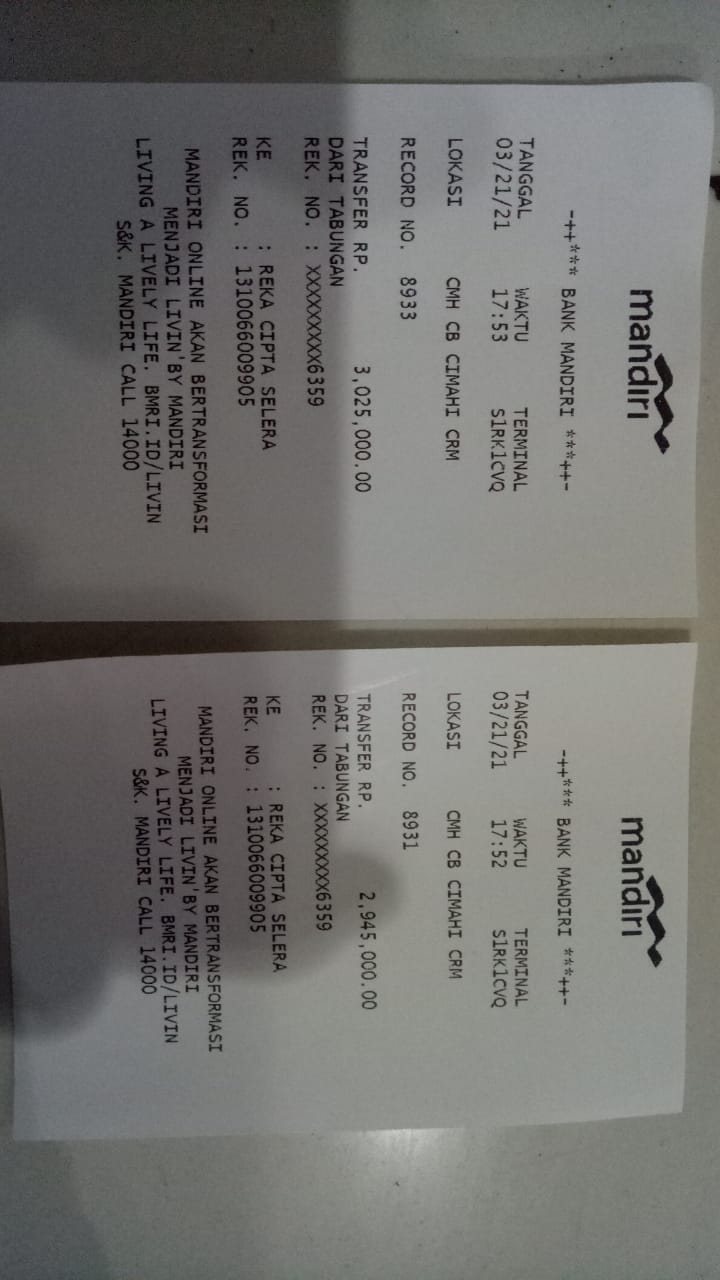 mandiri
-++*** BANK MANDIRI ***++-
TANGGAL WAKTU TERMINAL
03/21/21 17:53 S1RK1CVQ
LOKASI CMH CB CIMAHI CRM
RECORD NO. 8933
TRANSFER RP. 3,025,000.00
DARI TABUNGAN
REK. NO. : XXXXXXXXX6359
KE : REKA CIPTA SELERA
REK. NO. : 1310066009905
MANDIRI ONLINE AKAN BERTRANSFORMASI
MENJADI LIVIN'BY MANDIRI
LIVING A LIVELY LIFE. BMRI.ID/LIVIN
S&K. MANDIRI CALL 14000
mandiri
-++*** BANK MANDIRI ***++-
TANGGAL WAKTU TERMINAL
03/21/21 17:52 S1RK1CVQ
LOKASI CMH CB CIMAHI CRM
RECORD NO. 8931
TRANSFER RP. 2,945,000.00
DARI TABUNGAN
REK. NO. : XXXXXXXXX6359
KE : REKA CIPTA SELERA
REK. NO. : 1310066009905
MANDIRI ONLINE AKAN BERTRANSFORMASI
MENJADI LIVIN'BY MANDIRI
LIVING A LIVELY LIFE. BMRI.ID/LIVIN
S&K. MANDIRI CALL 14000